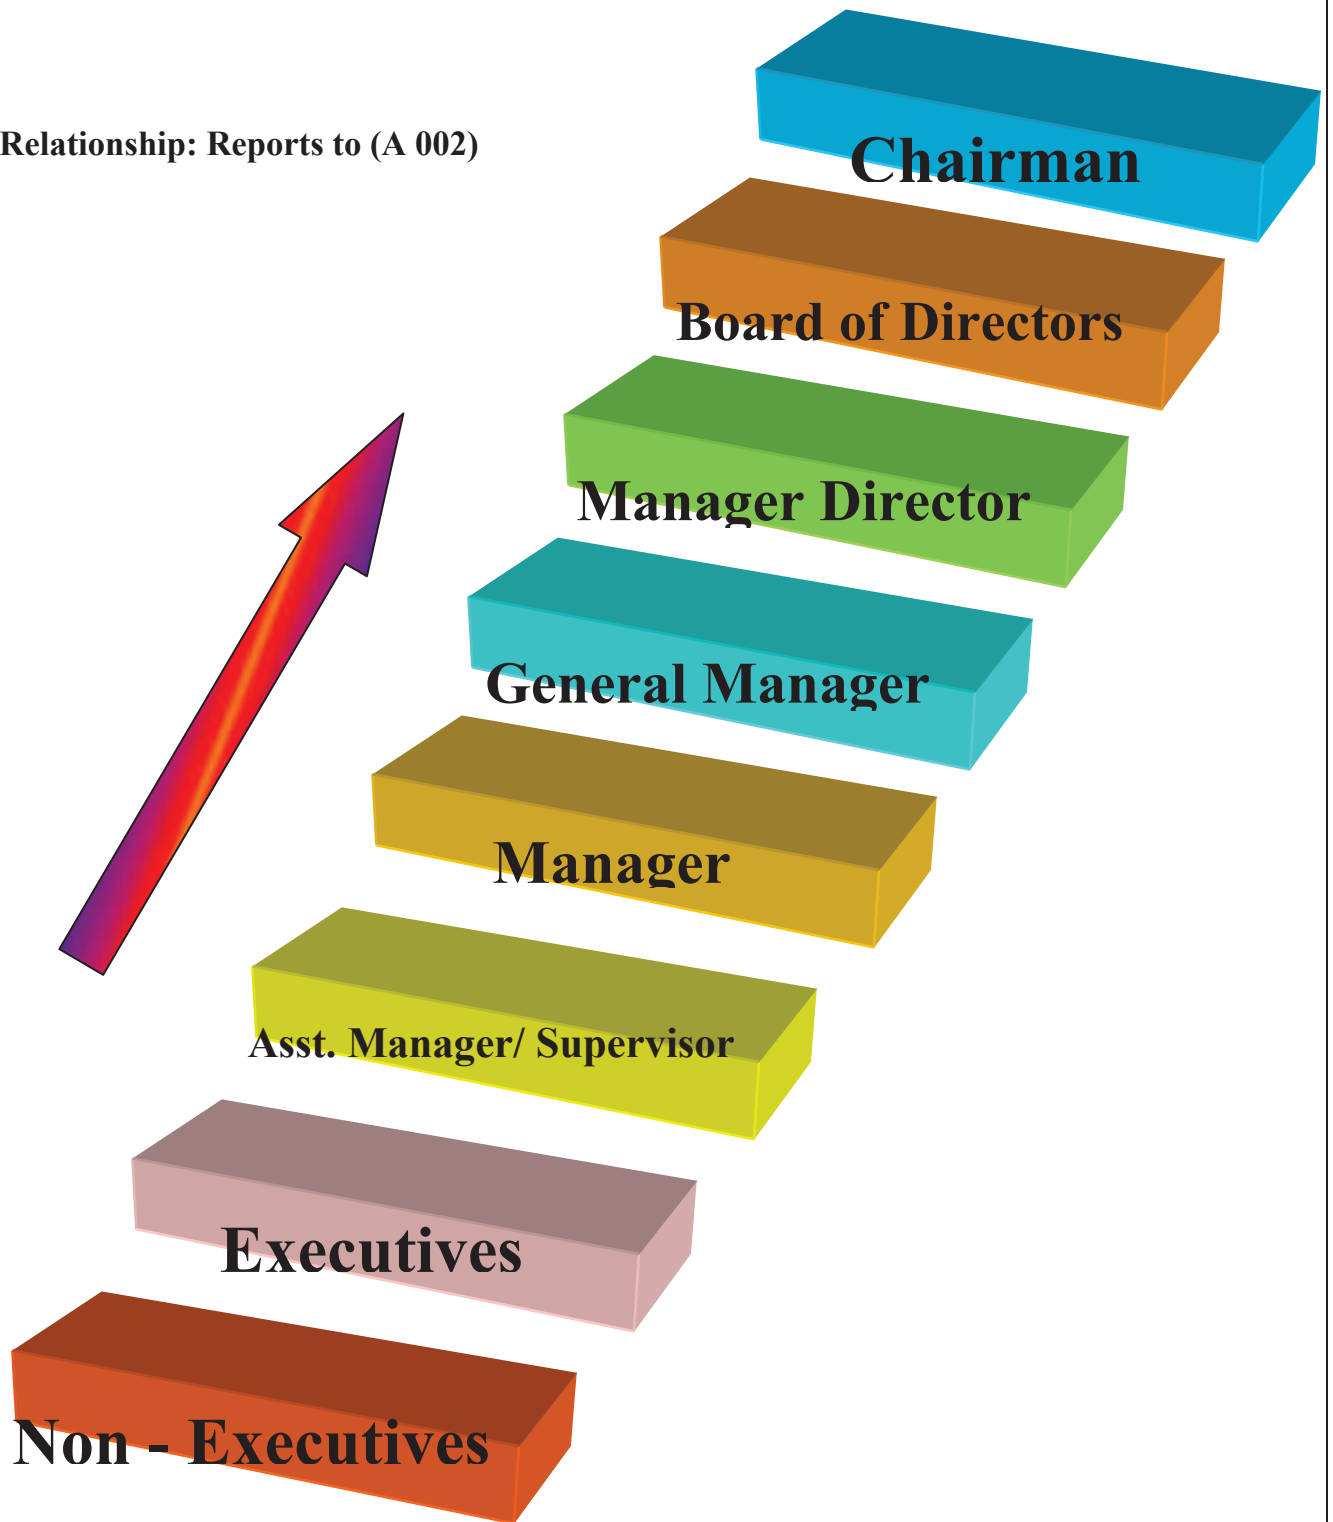 Relationship: Reports to (A 002)
Chairman
Board of Directors
Manager Director
General Manager
Manager
Asst. Manager/ Supervisor
Executives
Non - Executives